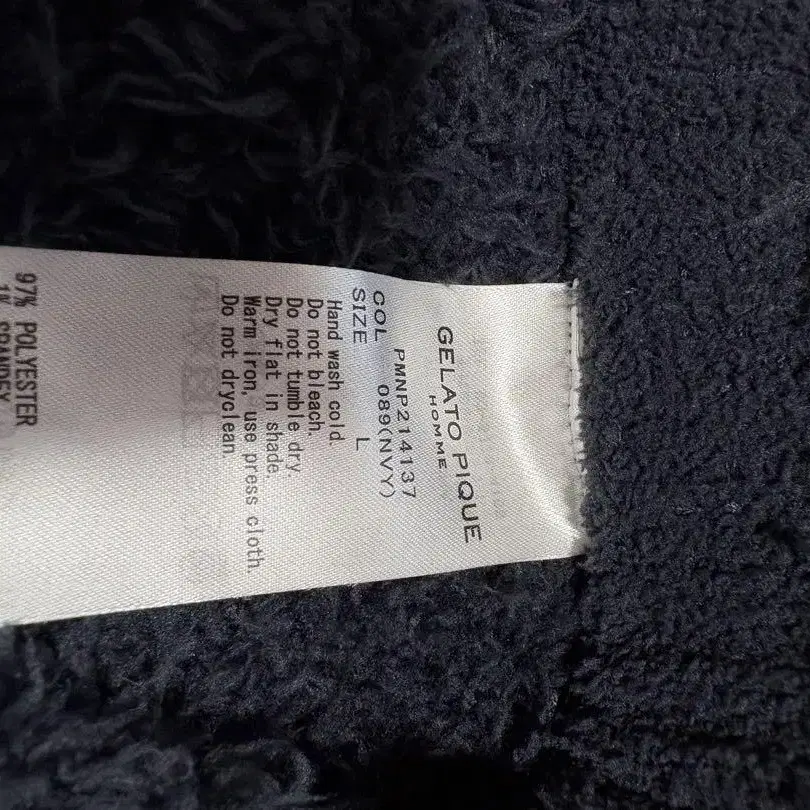 GELATO PIQUE
HOMME
PMNP214137
COL 089(NVY)
SIZE L
Hand wash cold.
Do not bleach.
Do not tumble dry.
Dry flat in shade.
Warm iron, use press cloth.
Do not dryclean.
97% POLYESTER
SPANDEX